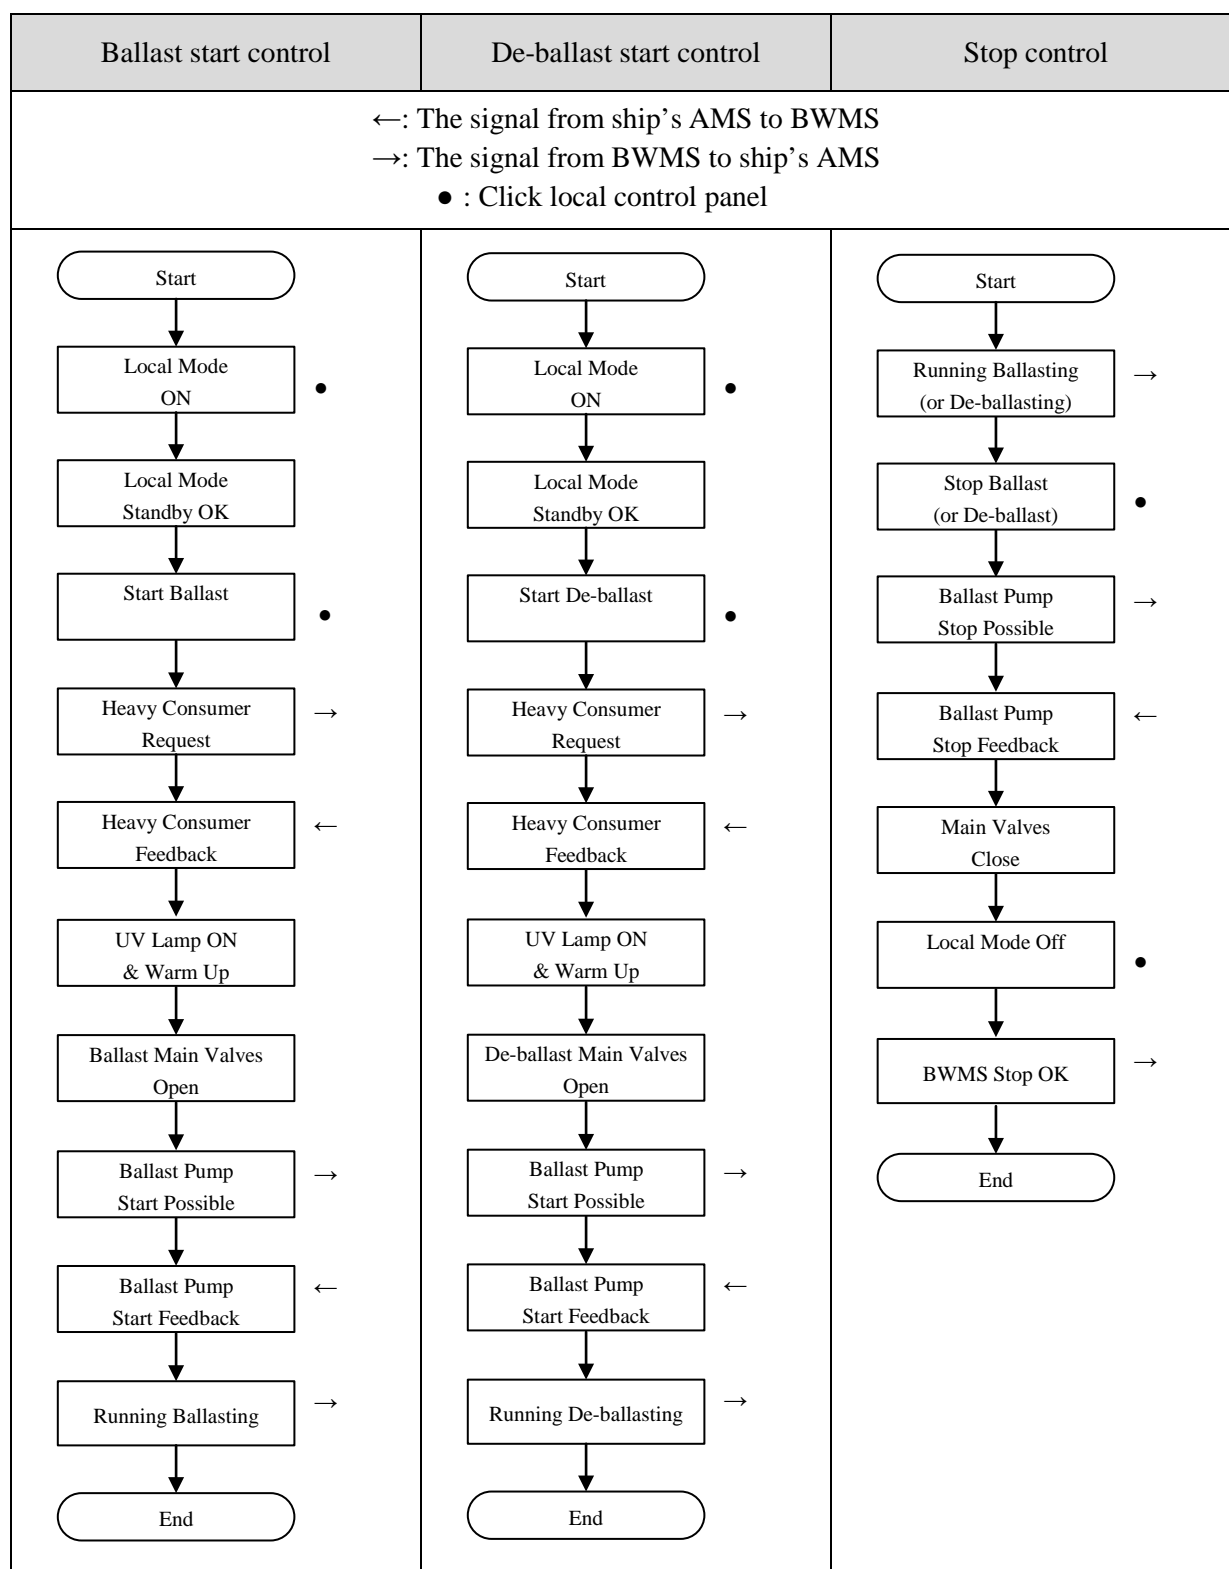 Ballast start control
De-ballast start control
Stop control
←: The signal from ship’s AMS to BWMS
→: The signal from BWMS to ship’s AMS
● : Click local control panel
Start
Local Mode
ON
●
Local Mode
Standby OK
Start Ballast
●
Heavy Consumer
Request
→
Heavy Consumer
Feedback
←
UV Lamp ON
& Warm Up
Ballast Main Valves
Open
Ballast Pump
Start Possible
→
Ballast Pump
Start Feedback
←
Running Ballasting
→
End
Start
Local Mode
ON
●
Local Mode
Standby OK
Start De-ballast
●
Heavy Consumer
Request
→
Heavy Consumer
Feedback
←
UV Lamp ON
& Warm Up
De-ballast Main Valves
Open
Ballast Pump
Start Possible
→
Ballast Pump
Start Feedback
←
Running De-ballasting
→
End
Start
Running Ballasting
(or De-ballasting)
→
Stop Ballast
(or De-ballast)
●
Ballast Pump
Stop Possible
→
Ballast Pump
Stop Feedback
←
Main Valves
Close
Local Mode Off
●
BWMS Stop OK
→
End